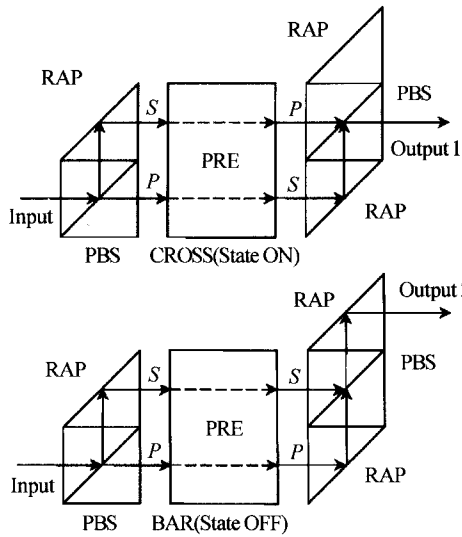 RAP
RAP
S
P
PBS
PRE
Output 1
P
S
Input
RAP
PBS
CROSS(State ON)
RAP
Output
RAP
S
S
PBS
PRE
P
P
Input
RAP
PBS
BAR(State OFF)